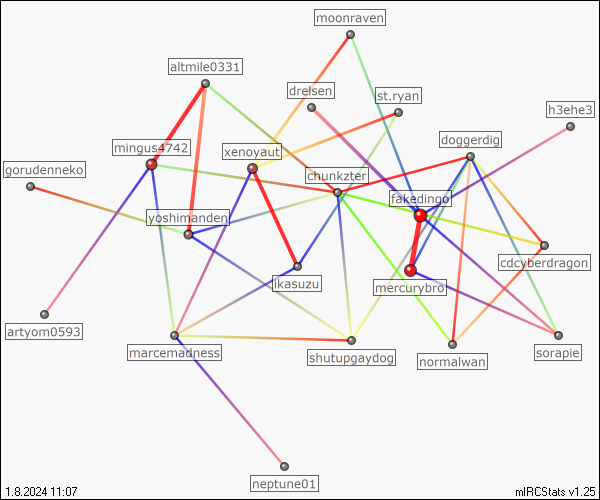 moonraven
altmile0331
drelsen
st.ryan
h3ehe3
doggerdig
mingus4742
xenoyaut
gorudenneko
chunkzter
fakedingo
yoshimanden
cdcyberdragon
ikasuzu
mercurybro
artyom0593
marcemadness
shutupgaydog
normalwan
sorapie
neptune01
1.8.2024 11:07
mIRCStats v1.25